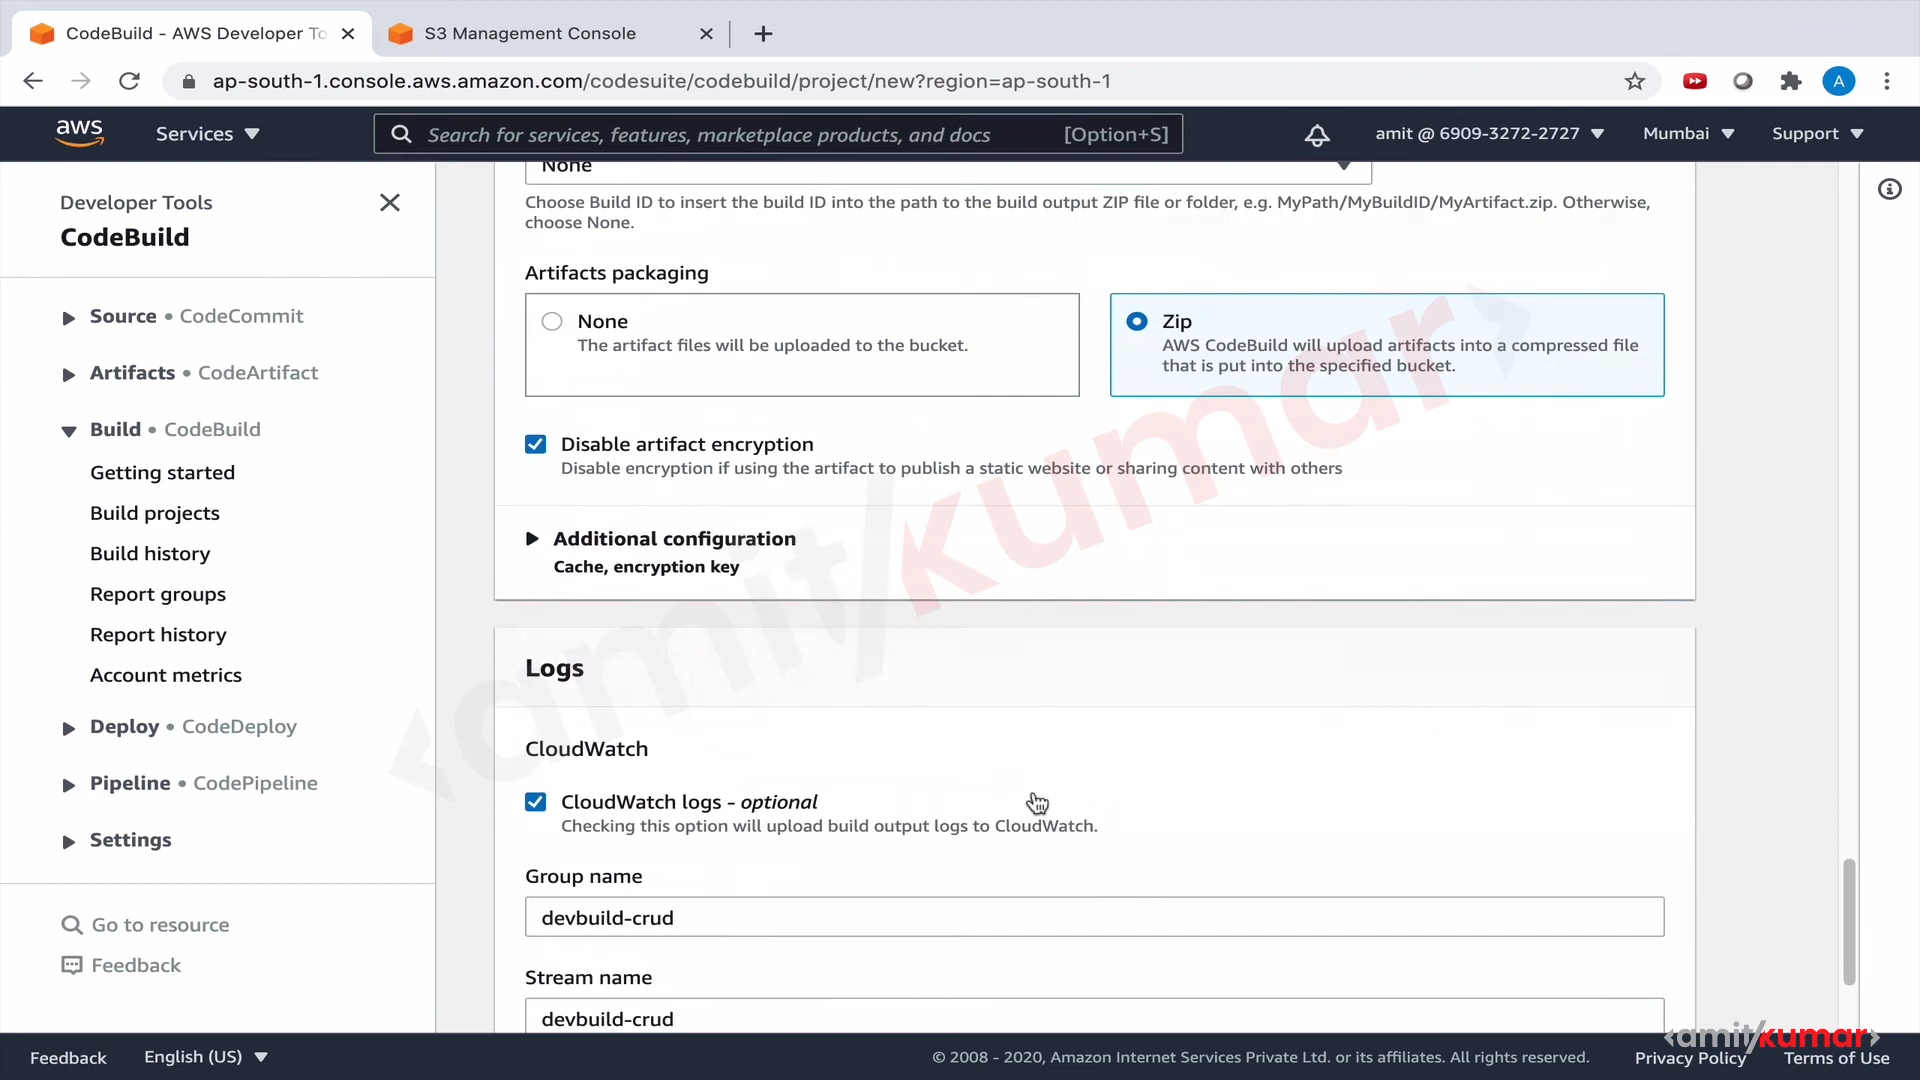 CodeBuild - AWS Developer To
S3 Management Console
ap-south-1.console.aws.amazon.com/codesuite/codebuild/project/new?region=ap-south-1
A
aws
Services
Search for services, features, marketplace products, and docs
[Option+S]
amit @ 6909-3272-2727
Mumbai
Support
Developer Tools
CodeBuild
Source • CodeCommit
Artifacts • CodeArtifact
Build • CodeBuild
Getting started
Build projects
Build history
Report groups
Report history
Account metrics
Deploy • CodeDeploy
Pipeline • CodePipeline
Settings
Go to resource
Feedback
None
Choose Build ID to insert the build ID into the path to the build output ZIP file or folder, e.g. MyPath/MyBuildID/MyArtifact.zip. Otherwise,
choose None.
Artifacts packaging
None
The artifact files will be uploaded to the bucket.
Zip
AWS CodeBuild will upload artifacts into a compressed file
that is put into the specified bucket.
Disable artifact encryption
Disable encryption if using the artifact to publish a static website or sharing content with others
Additional configuration
Cache, encryption key
<amit/kumar>
Logs
CloudWatch
CloudWatch logs - optional
Checking this option will upload build output logs to CloudWatch.
Group name
devbuild-crud
Stream name
devbuild-crud
<amit/kumar>
Feedback
English (US)
© 2008 - 2020, Amazon Internet Services Private Ltd. or its affiliates. All rights reserved.
Privacy Policy
Terms of Use